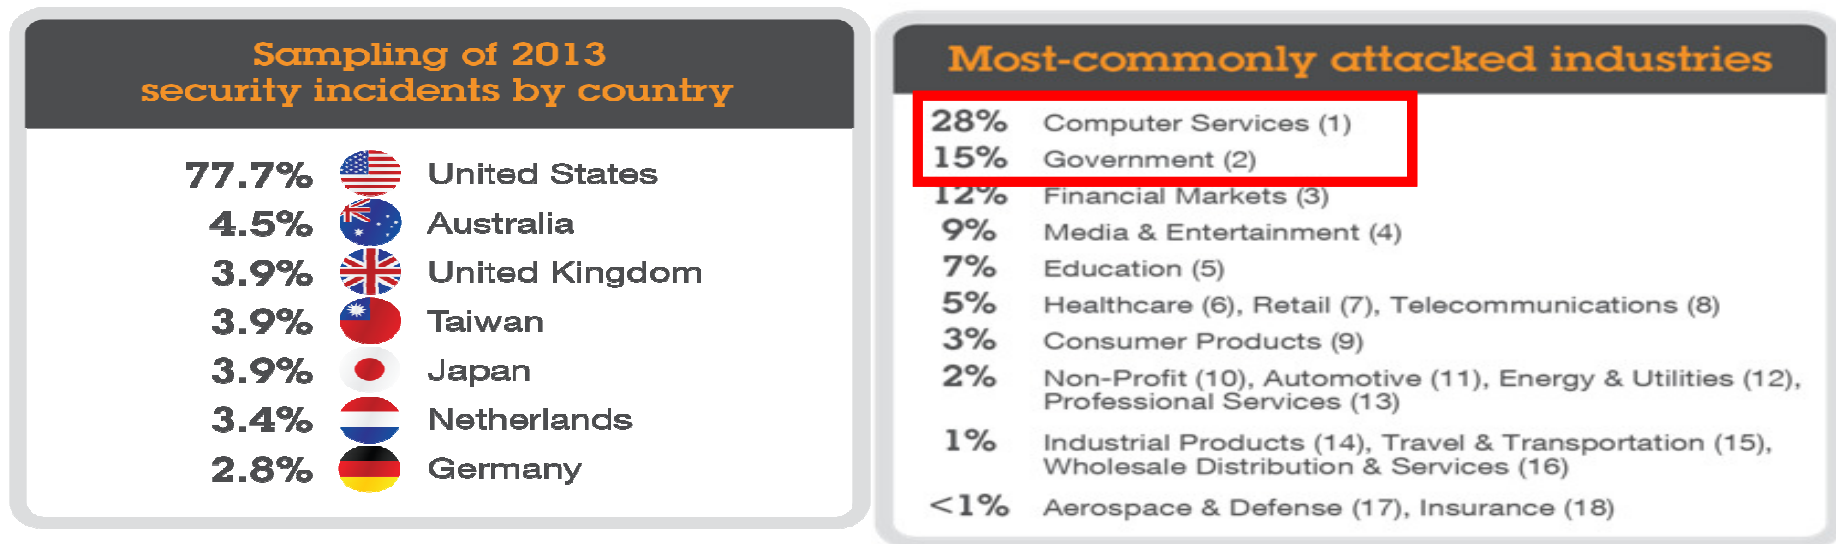 Sampling of 2013
security incidents by country
77.7% United States
4.5% Australia
3.9% United Kingdom
3.9% Taiwan
3.9% Japan
3.4% Netherlands
2.8% Germany
Most-commonly attacked industries
28% Computer Services (1)
15% Government (2)
12% Financial Markets (3)
9% Media & Entertainment (4)
7% Education (5)
5% Healthcare (6), Retail (7), Telecommunications (8)
3% Consumer Products (9)
2% Non-Profit (10), Automotive (11), Energy & Utilities (12),
Professional Services (13)
1% Industrial Products (14), Travel & Transportation (15),
Wholesale Distribution & Services (16)
<1% Aerospace & Defense (17), Insurance (18)